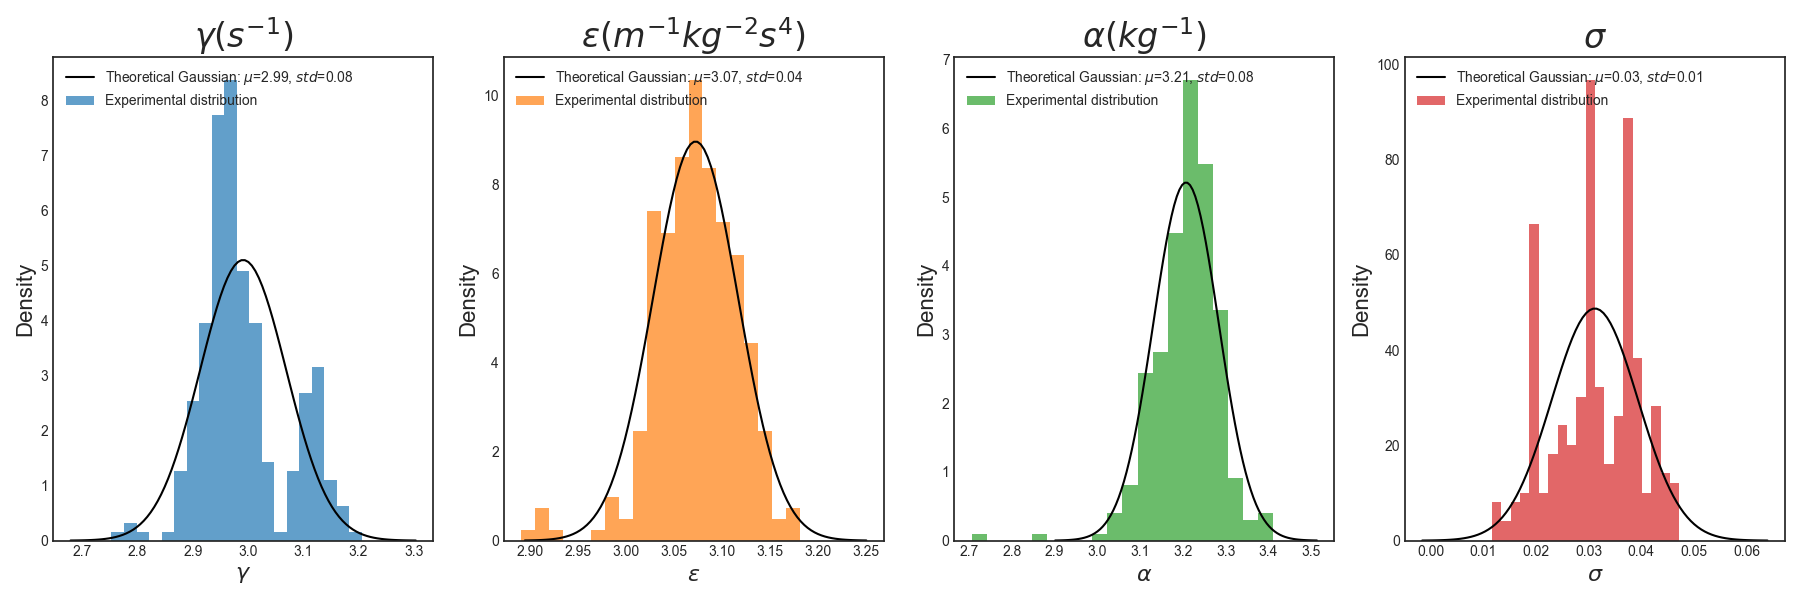 γ(s⁻¹)
Theoretical Gaussian: μ=2.99, std=0.08
Experimental distribution
Density
8
7
6
5
4
3
2
1
0
2.7 2.8 2.9 3.0 3.1 3.2 3.3
γ
ε(m⁻¹kg⁻²s⁴)
Theoretical Gaussian: μ=3.07, std=0.04
Experimental distribution
Density
10
8
6
4
2
0
2.90 2.95 3.00 3.05 3.10 3.15 3.20 3.25
ε
α(kg⁻¹)
Theoretical Gaussian: μ=3.21, std=0.08
Experimental distribution
Density
7
6
5
4
3
2
1
0
2.7 2.8 2.9 3.0 3.1 3.2 3.3 3.4 3.5
α
σ
Theoretical Gaussian: μ=0.03, std=0.01
Experimental distribution
Density
100
80
60
40
20
0
0.00 0.01 0.02 0.03 0.04 0.05 0.06
σ